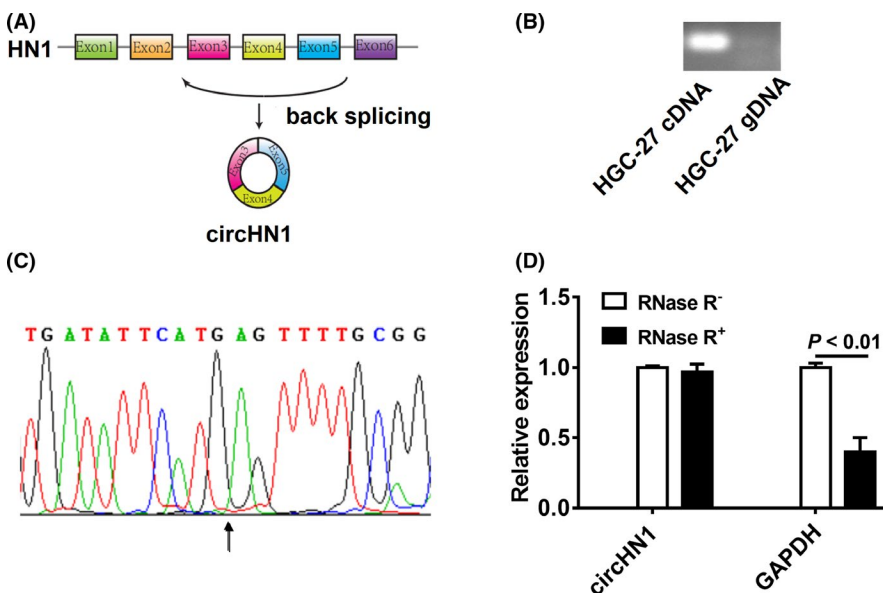 (A)
HN1 Exon1 Exon2 Exon3 Exon4 Exon5 Exon6
back splicing
Exon3 Exon5
Exon4
circHN1
(B)
HGC-27 cDNA
HGC-27 gDNA
(C)
TGATATTCATGAGTTTTGCGG
(D)
Relative expression
1.5
1.0
0.5
0.0
RNase R-
RNase R+
P < 0.01
circHN1
GAPDH